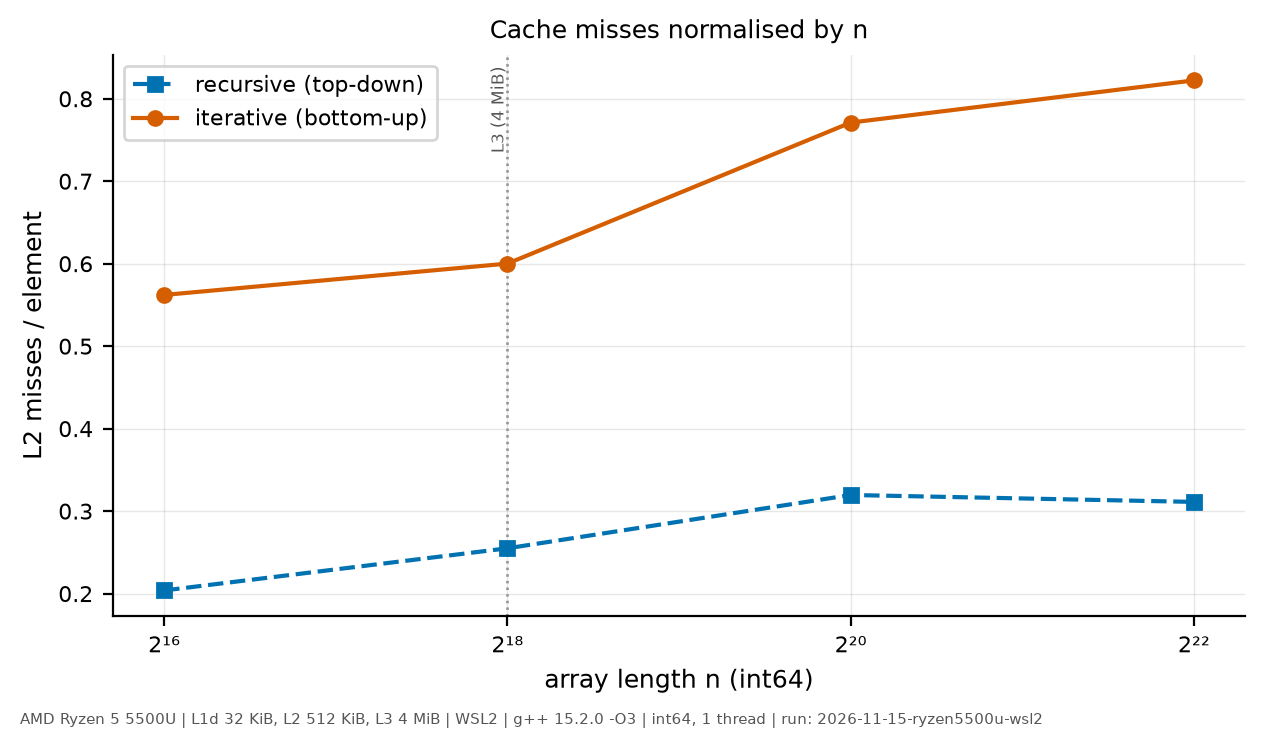 Cache misses normalised by n
recursive (top-down)
iterative (bottom-up)
L3 (4 MiB)
L2 misses / element
0.8
0.7
0.6
0.5
0.4
0.3
0.2
2¹⁶
2¹⁸
2²⁰
2²²
array length n (int64)
AMD Ryzen 5 5500U | L1d 32 KiB, L2 512 KiB, L3 4 MiB | WSL2 | g++ 15.2.0 -O3 | int64, 1 thread | run: 2026-11-15-ryzen5500u-wsl2